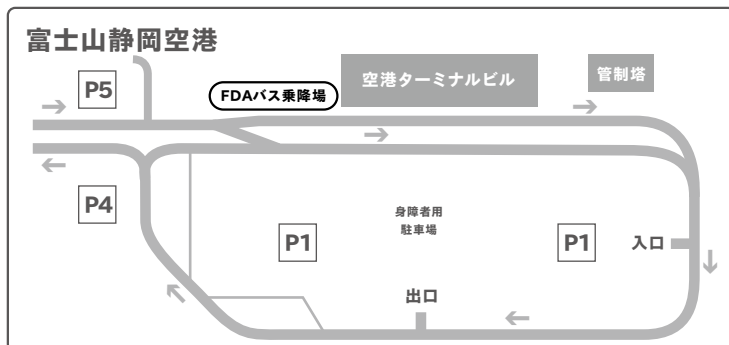 富士山静岡空港
P5
FDAバス乗降場
空港ターミナルビル
管制塔
P4
P1
身障者用
駐車場
P1
入口
出口